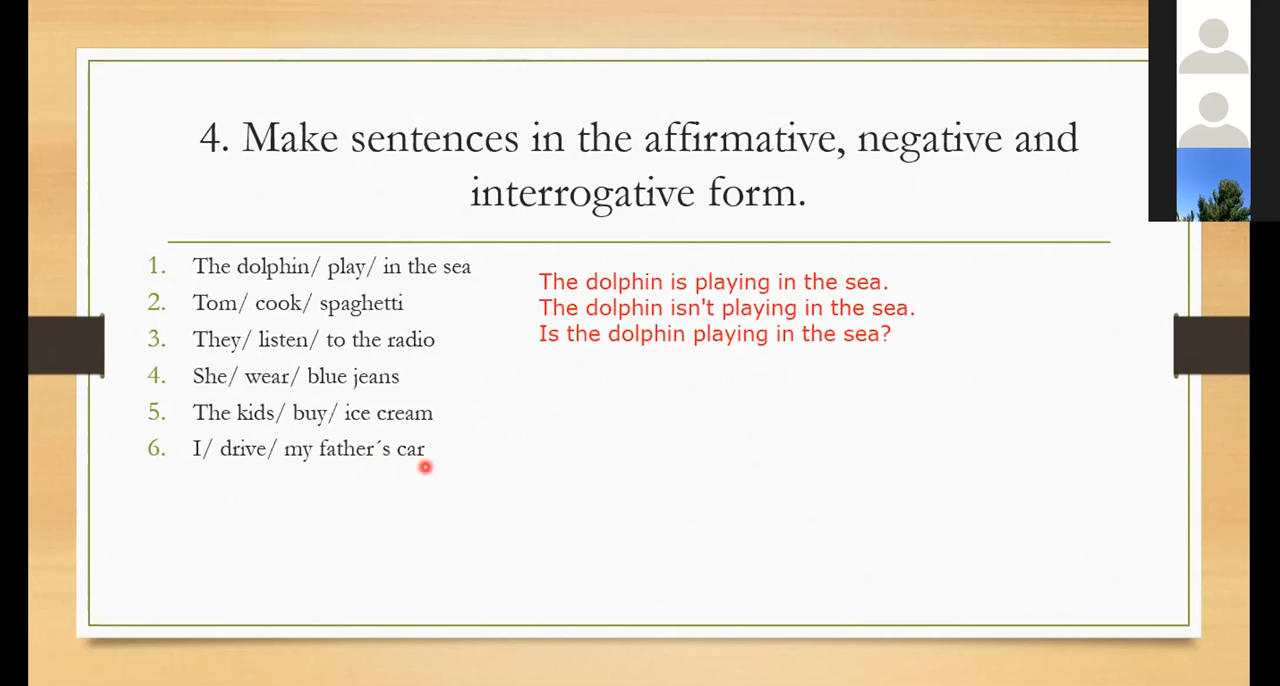 4. Make sentences in the affirmative, negative and
interrogative form.
1. The dolphin/ play/ in the sea
2. Tom/ cook/ spaghetti
3. They/ listen/ to the radio
4. She/ wear/ blue jeans
5. The kids/ buy/ ice cream
6. I/ drive/ my father´s car
The dolphin is playing in the sea.
The dolphin isn't playing in the sea.
Is the dolphin playing in the sea?